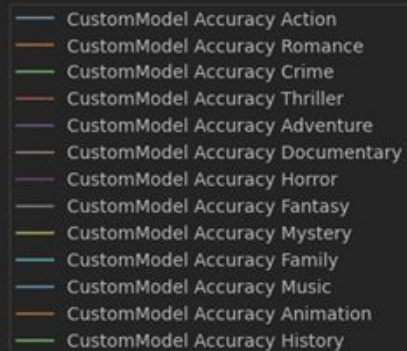 CustomModel Accuracy Action
CustomModel Accuracy Romance
CustomModel Accuracy Crime
CustomModel Accuracy Thriller
CustomModel Accuracy Adventure
CustomModel Accuracy Documentary
CustomModel Accuracy Horror
CustomModel Accuracy Fantasy
CustomModel Accuracy Mystery
CustomModel Accuracy Family
CustomModel Accuracy Music
CustomModel Accuracy Animation
CustomModel Accuracy History